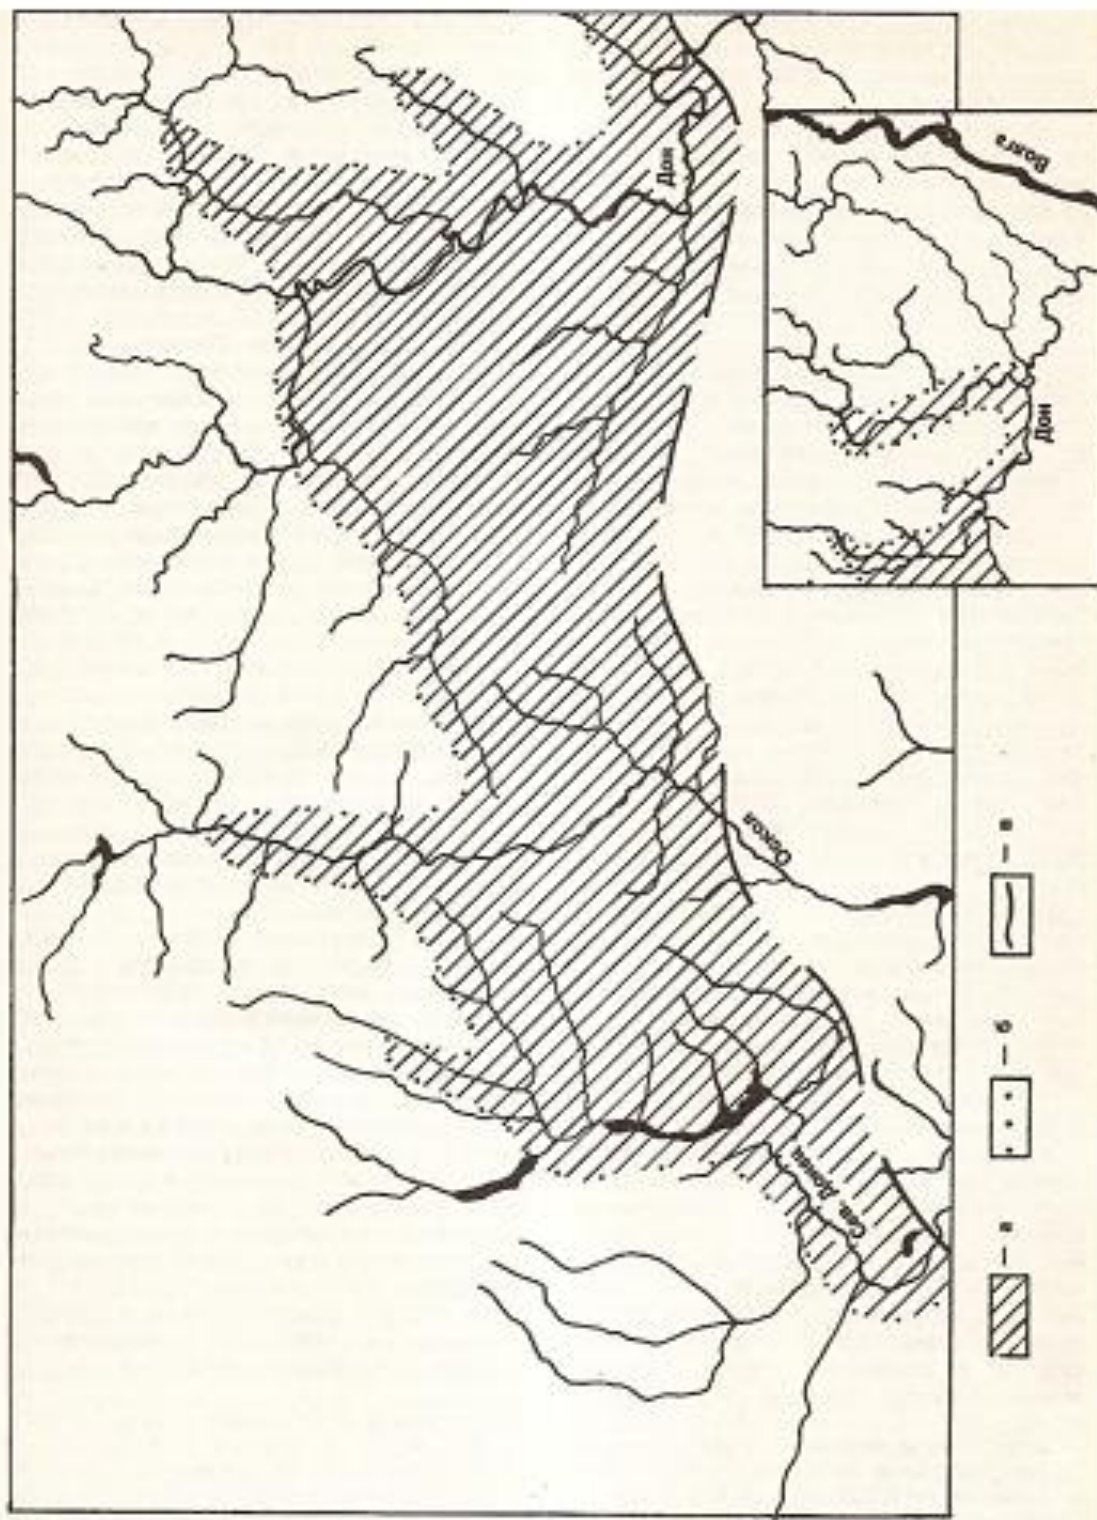 Дон
Волга
Дон
Оскол
Сев. Донец
– а
– б
– в